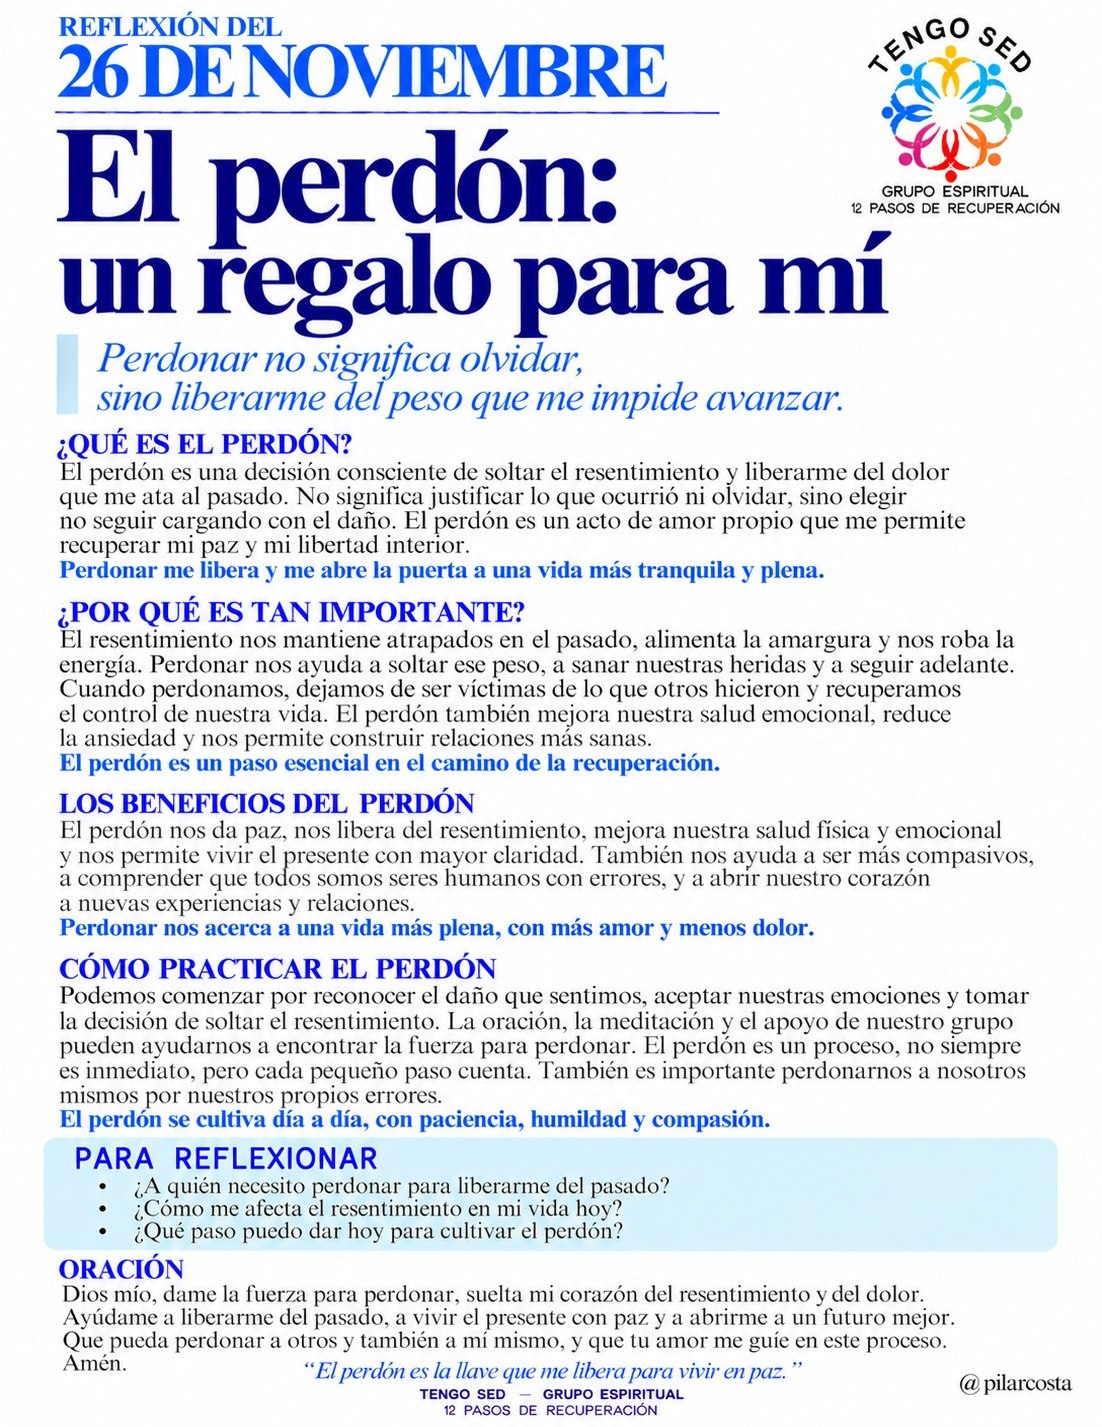 REFLEXIÓN DEL
26 DE NOVIEMBRE
TENGO SED
GRUPO ESPIRITUAL
12 PASOS DE RECUPERACIÓN
El perdón:
un regalo para mí
Perdonar no significa olvidar,
sino liberarme del peso que me impide avanzar.
¿QUÉ ES EL PERDÓN?
El perdón es una decisión consciente de soltar el resentimiento y liberarme del dolor
que me ata al pasado. No significa justificar lo que ocurrió ni olvidar, sino elegir
no seguir cargando con el daño. El perdón es un acto de amor propio que me permite
recuperar mi paz y mi libertad interior.
Perdonar me libera y me abre la puerta a una vida más tranquila y plena.
¿POR QUÉ ES TAN IMPORTANTE?
El resentimiento nos mantiene atrapados en el pasado, alimenta la amargura y nos roba la
energía. Perdonar nos ayuda a soltar ese peso, a sanar nuestras heridas y a seguir adelante.
Cuando perdonamos, dejamos de ser víctimas de lo que otros hicieron y recuperamos
el control de nuestra vida. El perdón también mejora nuestra salud emocional, reduce
la ansiedad y nos permite construir relaciones más sanas.
El perdón es un paso esencial en el camino de la recuperación.
LOS BENEFICIOS DEL PERDÓN
El perdón nos da paz, nos libera del resentimiento, mejora nuestra salud física y emocional
y nos permite vivir el presente con mayor claridad. También nos ayuda a ser más compasivos,
a comprender que todos somos seres humanos con errores, y a abrir nuestro corazón
a nuevas experiencias y relaciones.
Perdonar nos acerca a una vida más plena, con más amor y menos dolor.
CÓMO PRACTICAR EL PERDÓN
Podemos comenzar por reconocer el daño que sentimos, aceptar nuestras emociones y tomar
la decisión de soltar el resentimiento. La oración, la meditación y el apoyo de nuestro grupo
pueden ayudarnos a encontrar la fuerza para perdonar. El perdón es un proceso, no siempre
es inmediato, pero cada pequeño paso cuenta. También es importante perdonarnos a nosotros
mismos por nuestros propios errores.
El perdón se cultiva día a día, con paciencia, humildad y compasión.
PARA REFLEXIONAR
• ¿A quién necesito perdonar para liberarme del pasado?
• ¿Cómo me afecta el resentimiento en mi vida hoy?
• ¿Qué paso puedo dar hoy para cultivar el perdón?
ORACIÓN
Dios mío, dame la fuerza para perdonar, suelta mi corazón del resentimiento y del dolor.
Ayúdame a liberarme del pasado, a vivir el presente con paz y a abrirme a un futuro mejor.
Que pueda perdonar a otros y también a mí mismo, y que tu amor me guíe en este proceso.
Amén.
“El perdón es la llave que me libera para vivir en paz.”
@pilarcosta
TENGO SED — GRUPO ESPIRITUAL
12 PASOS DE RECUPERACIÓN